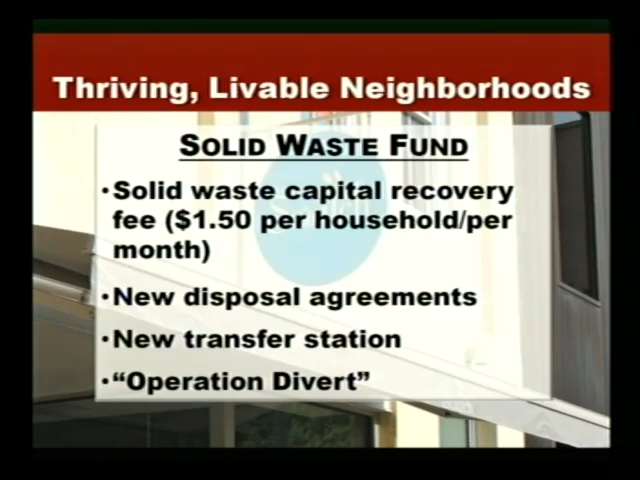 Thriving, Livable Neighborhoods
SOLID WASTE FUND
•Solid waste capital recovery
fee ($1.50 per household/per
month)
•New disposal agreements
•New transfer station
•“Operation Divert”